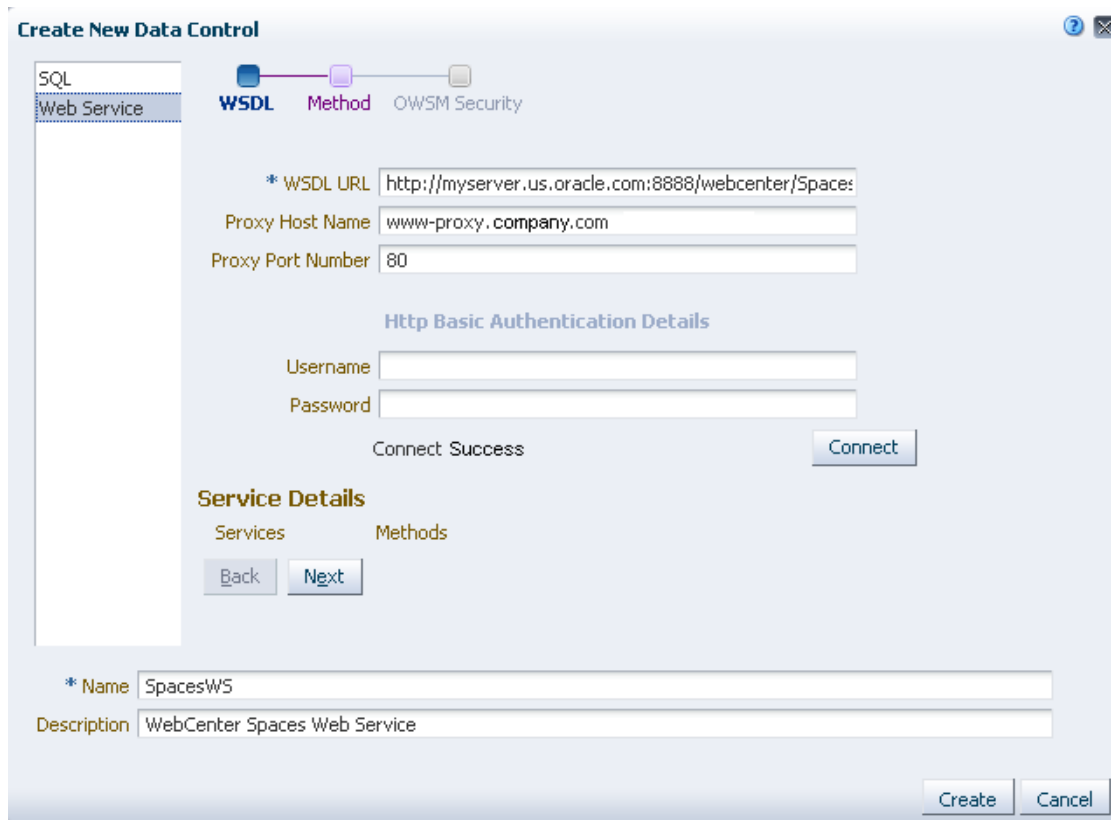 Create New Data Control
SQL
Web Service
WSDL Method OWSM Security
* WSDL URL http://myserver.us.oracle.com:8888/webcenter/Spaces
Proxy Host Name www-proxy.company.com
Proxy Port Number 80
Http Basic Authentication Details
Username
Password
Connect Success Connect
Service Details
Services Methods
Back Next
* Name SpacesWS
Description WebCenter Spaces Web Service
Create Cancel